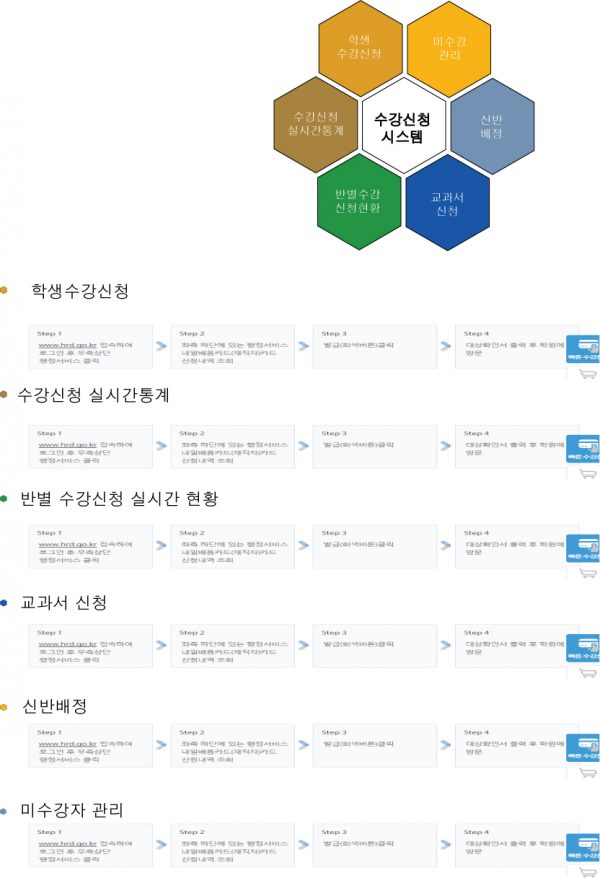 학생
수강신청
미수강
관리
수강신청
실시간통계
수강신청
시스템
신반
배정
반별수강
신청현황
교과서
신청
학생수강신청
Step 1
www.hrd.go.kr 접속하여
로그인 후 우측상단
행정서비스 클릭
Step 2
좌측 하단에 있는 행정서비스
내일배움카드(재직자)카드
신청내역 조회
Step 3
발급(회색버튼)클릭
Step 4
대상확인서 출력 후 학원에
방문
빠른 수강신
수강신청 실시간통계
Step 1
www.hrd.go.kr 접속하여
로그인 후 우측상단
행정서비스 클릭
Step 2
좌측 하단에 있는 행정서비스
내일배움카드(재직자)카드
신청내역 조회
Step 3
발급(회색버튼)클릭
Step 4
대상확인서 출력 후 학원에
방문
빠른 수강신
반별 수강신청 실시간 현황
Step 1
www.hrd.go.kr 접속하여
로그인 후 우측상단
행정서비스 클릭
Step 2
좌측 하단에 있는 행정서비스
내일배움카드(재직자)카드
신청내역 조회
Step 3
발급(회색버튼)클릭
Step 4
대상확인서 출력 후 학원에
방문
빠른 수강신
교과서 신청
Step 1
www.hrd.go.kr 접속하여
로그인 후 우측상단
행정서비스 클릭
Step 2
좌측 하단에 있는 행정서비스
내일배움카드(재직자)카드
신청내역 조회
Step 3
발급(회색버튼)클릭
Step 4
대상확인서 출력 후 학원에
방문
빠른 수강신
신반배정
Step 1
www.hrd.go.kr 접속하여
로그인 후 우측상단
행정서비스 클릭
Step 2
좌측 하단에 있는 행정서비스
내일배움카드(재직자)카드
신청내역 조회
Step 3
발급(회색버튼)클릭
Step 4
대상확인서 출력 후 학원에
방문
빠른 수강신
미수강자 관리
Step 1
www.hrd.go.kr 접속하여
로그인 후 우측상단
행정서비스 클릭
Step 2
좌측 하단에 있는 행정서비스
내일배움카드(재직자)카드
신청내역 조회
Step 3
발급(회색버튼)클릭
Step 4
대상확인서 출력 후 학원에
방문
빠른 수강신